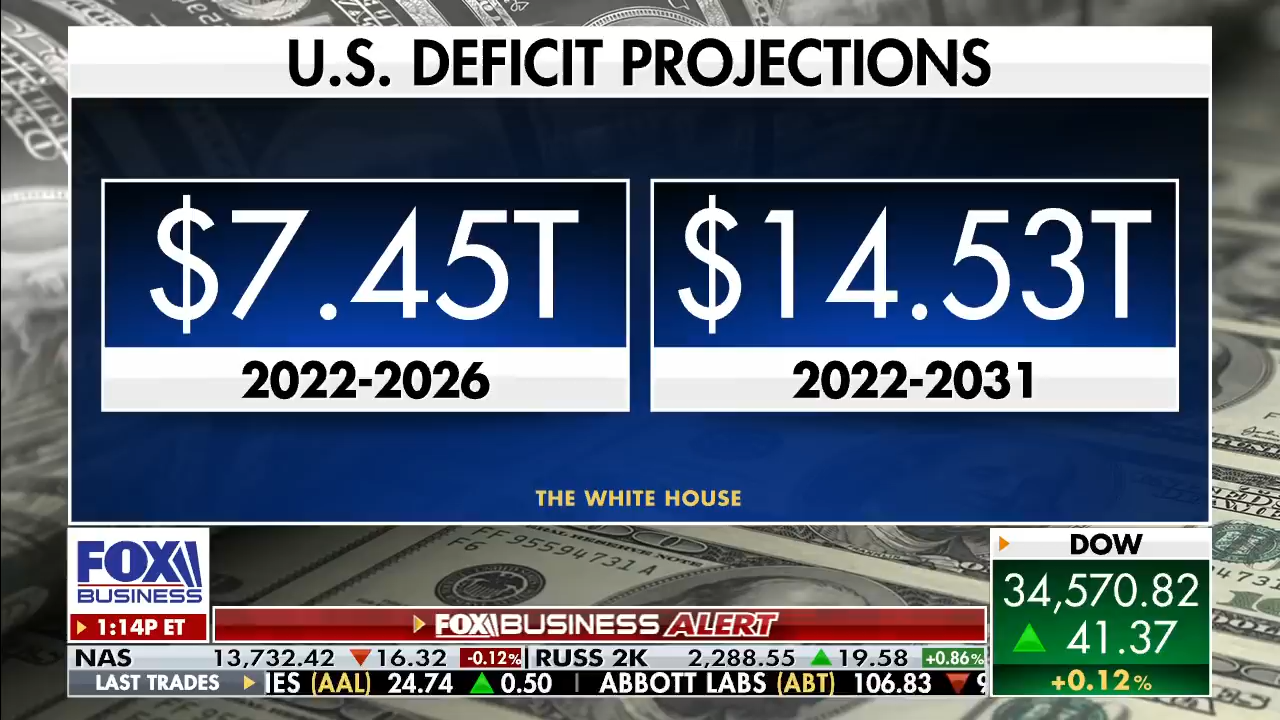 U.S. DEFICIT PROJECTIONS
$7.45T
2022-2026
$14.53T
2022-2031
THE WHITE HOUSE
FF95594731A
F6
FOX
BUSINESS
1:14P ET
FOX BUSINESS ALERT
DOW
34,570.82
41.37
+0.12%
NAS 13,732.42 16.32 -0.12% RUSS 2K 2,288.55 19.58 +0.86%
LAST TRADES IES (AAL) 24.74 0.50 | ABBOTT LABS (ABT) 106.83